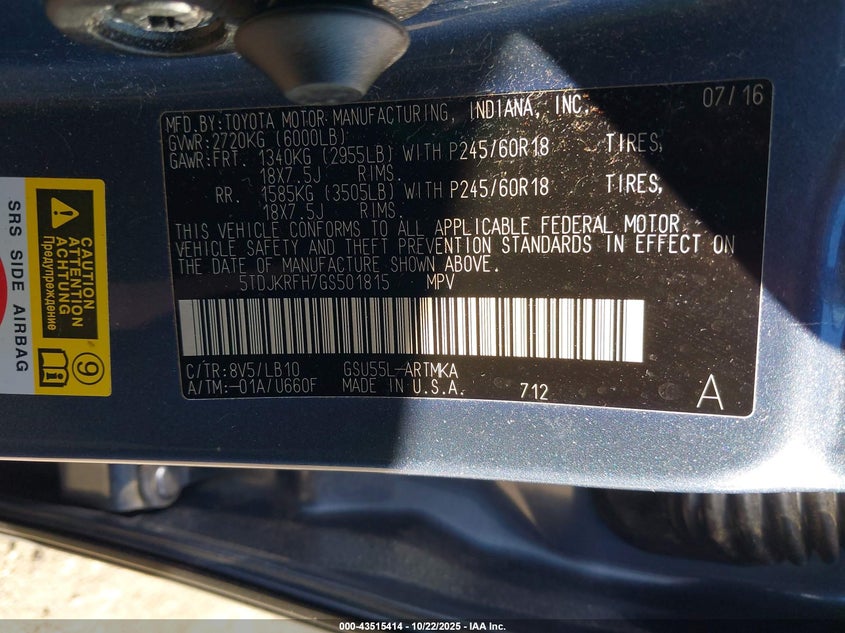 MFD.BY:TOYOTA MOTOR MANUFACTURING, INDIANA, INC. 07/16
GVWR:2720KG (6000LB)
GAWR:FRT. 1340KG (2955LB) WITH P245/60R18 TIRES,
18X7.5J RIMS.
RR. 1585KG (3505LB) WITH P245/60R18 TIRES,
18X7.5J RIMS.
THIS VEHICLE CONFORMS TO ALL APPLICABLE FEDERAL MOTOR
VEHICLE SAFETY AND THEFT PREVENTION STANDARDS IN EFFECT ON
THE DATE OF MANUFACTURE SHOWN ABOVE.
5TDJKRFH7GS501815 MPV
C/TR:8V5/LB10 GSU55L-ARTMKA
A/TM:-01A/U660F MADE IN U.S.A. 712 A
SRS SIDE AIRBAG
CAUTION
ATTENTION
ACHTUNG
Предупреждение
9
000-43515414 - 10/22/2025 - IAA Inc.